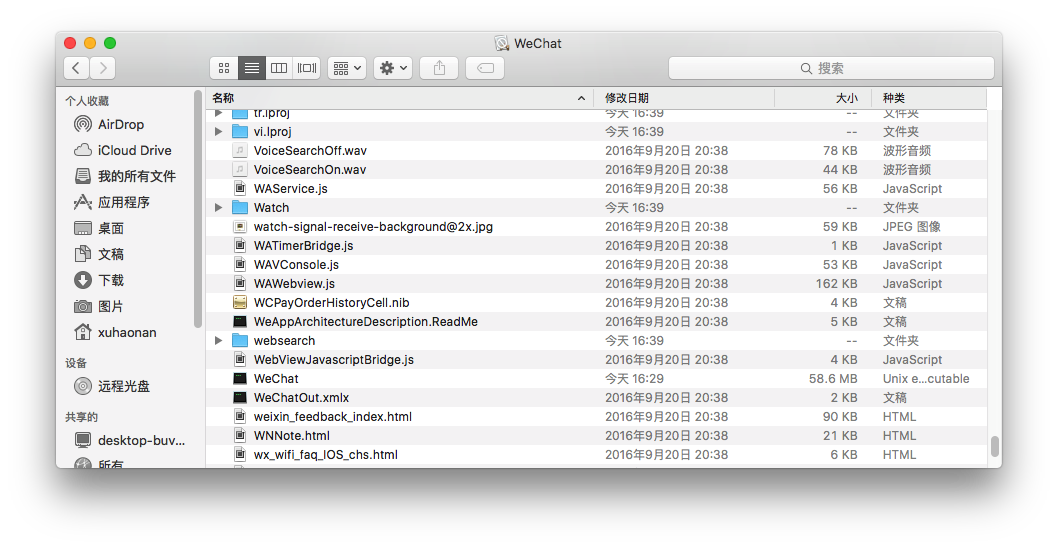 WeChat
搜索
个人收藏
AirDrop
iCloud Drive
我的所有文件
应用程序
桌面
文稿
下载
图片
xuhaonan
设备
远程光盘
共享的
desktop-buv...
所有
名称 修改日期 大小 种类
tr.lproj 今天 16:39 -- 文件夹
vi.lproj 今天 16:39 -- 文件夹
VoiceSearchOff.wav 2016年9月20日 20:38 78 KB 波形音频
VoiceSearchOn.wav 2016年9月20日 20:38 44 KB 波形音频
WAService.js 2016年9月20日 20:38 56 KB JavaScript
Watch 今天 16:39 -- 文件夹
watch-signal-receive-background@2x.jpg 2016年9月20日 20:38 59 KB JPEG 图像
WATimerBridge.js 2016年9月20日 20:38 1 KB JavaScript
WAVConsole.js 2016年9月20日 20:38 53 KB JavaScript
WAWebview.js 2016年9月20日 20:38 162 KB JavaScript
WCPayOrderHistoryCell.nib 2016年9月20日 20:38 4 KB 文稿
WeAppArchitectureDescription.ReadMe 2016年9月20日 20:38 5 KB 文稿
websearch 今天 16:39 -- 文件夹
WebViewJavascriptBridge.js 2016年9月20日 20:38 4 KB JavaScript
WeChat 今天 16:29 58.6 MB Unix e...cutable
WeChatOut.xmlx 2016年9月20日 20:38 2 KB 文稿
weixin_feedback_index.html 2016年9月20日 20:38 90 KB HTML
WNNote.html 2016年9月20日 20:38 21 KB HTML
wx_wifi_faq_IOS_chs.html 2016年9月20日 20:38 6 KB HTML